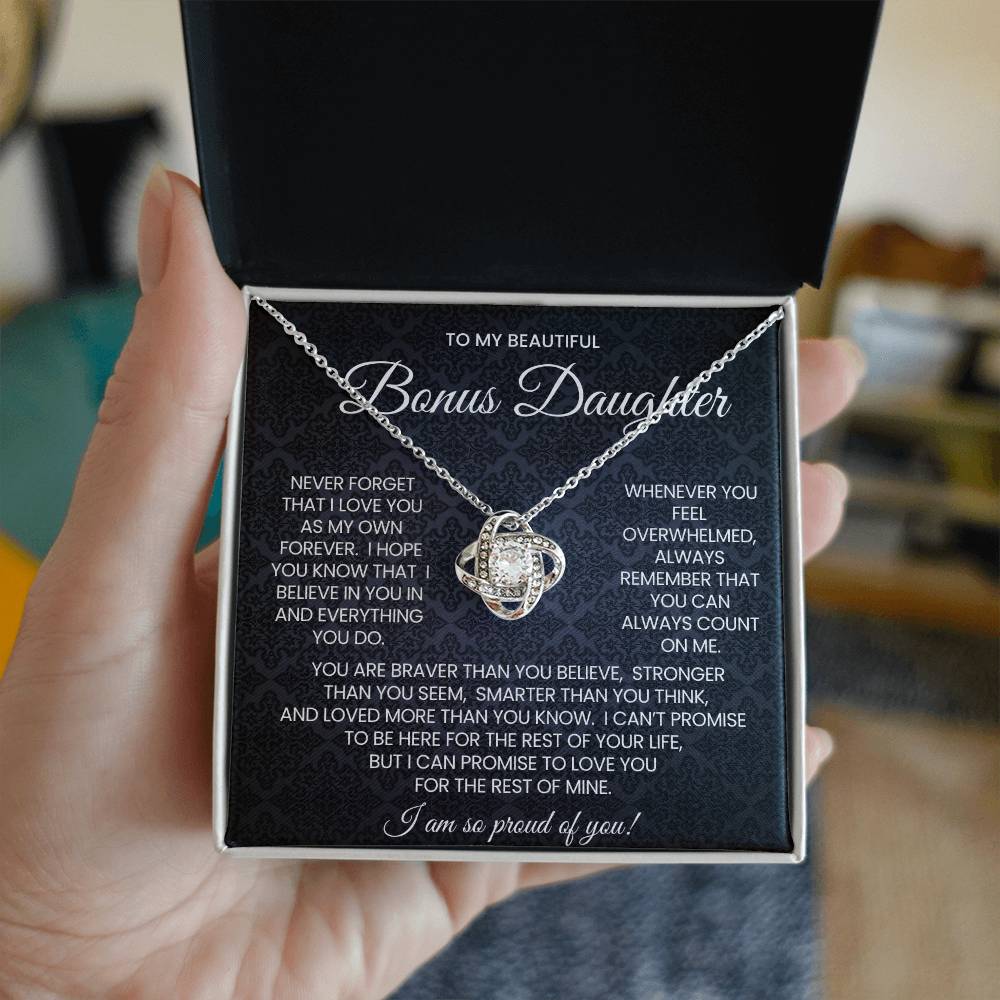 TO MY BEAUTIFUL
Bonus Daughter
NEVER FORGET
THAT I LOVE YOU
AS MY OWN
FOREVER. I HOPE
YOU KNOW THAT I
BELIEVE IN YOU IN
AND EVERYTHING
YOU DO.
WHENEVER YOU
FEEL
OVERWHELMED,
ALWAYS
REMEMBER THAT
YOU CAN
ALWAYS COUNT
ON ME.
YOU ARE BRAVER THAN YOU BELIEVE, STRONGER
THAN YOU SEEM, SMARTER THAN YOU THINK,
AND LOVED MORE THAN YOU KNOW. I CAN'T PROMISE
TO BE HERE FOR THE REST OF YOUR LIFE,
BUT I CAN PROMISE TO LOVE YOU
FOR THE REST OF MINE.
I am so proud of you!